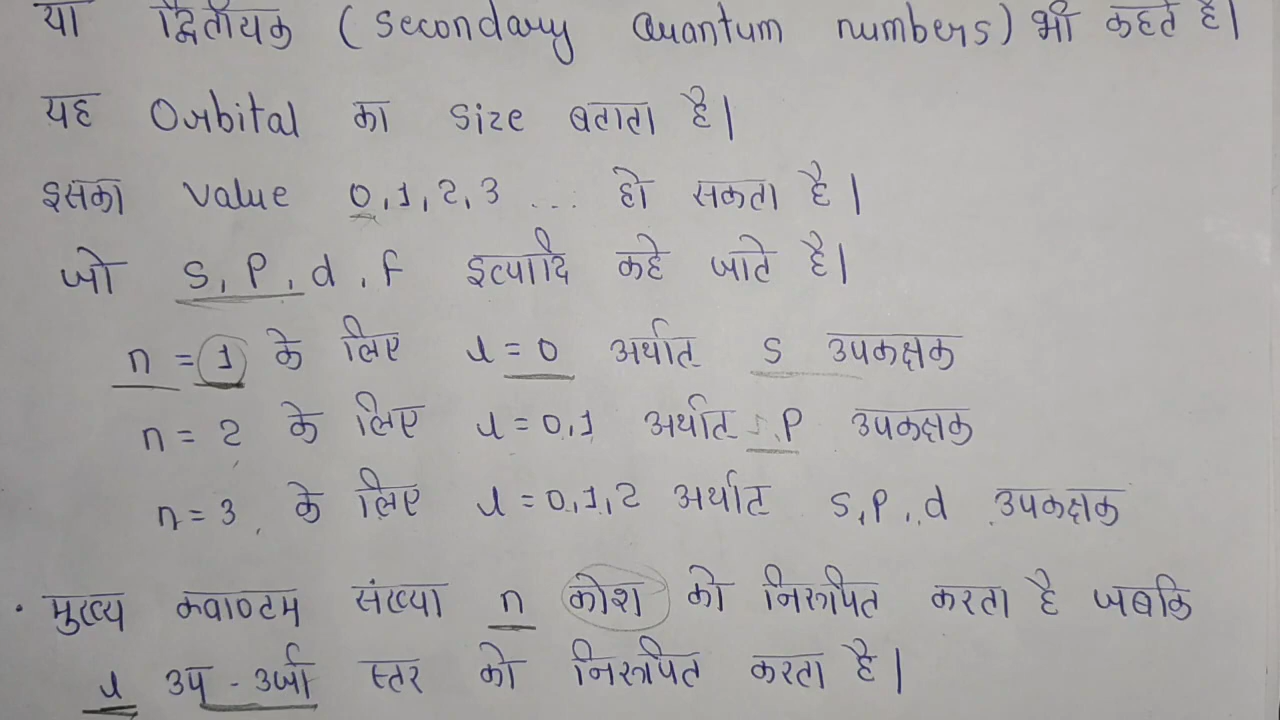 या द्वितीयक (Secondary Quantum numbers) भी कहते है।
यह Orbital का size बताता है।
इसका value 0,1,2,3 ... हो सकता है।
जो s, p, d, f इत्यादि कहे जाते है।
n = 1 के लिए l = 0 अर्थात् s उपकक्षक
n = 2 के लिए l = 0,1 अर्थात् s, p उपकक्षक
n = 3, के लिए l = 0,1,2 अर्थात् s, p, d उपकक्षक
• मुख्य क्वाण्टम संख्या n कोश को निरूपित करता है जबकि
l उप - उर्जा स्तर को निरूपित करता है।